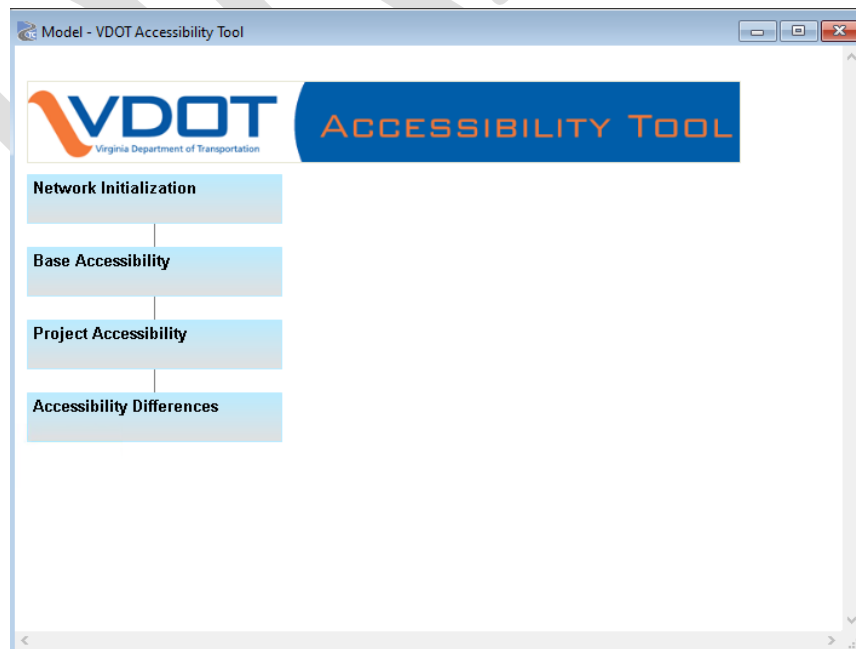 Model - VDOT Accessibility Tool
VDOT
Virginia Department of Transportation
ACCESSIBILITY TOOL
Network Initialization
Base Accessibility
Project Accessibility
Accessibility Differences